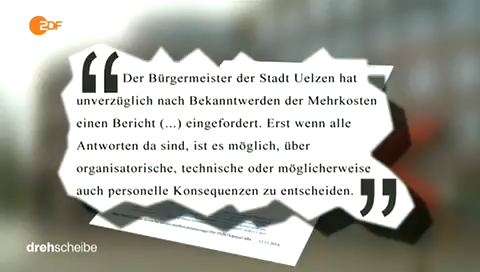 ZDF
Der Bürgermeister der Stadt Uelzen hat
unverzüglich nach Bekanntwerden der Mehrkosten
einen Bericht (...) eingefordert. Erst wenn alle
Antworten da sind, ist es möglich, über
organisatorische, technische oder möglicherweise
auch personelle Konsequenzen zu entscheiden.
drehscheibe